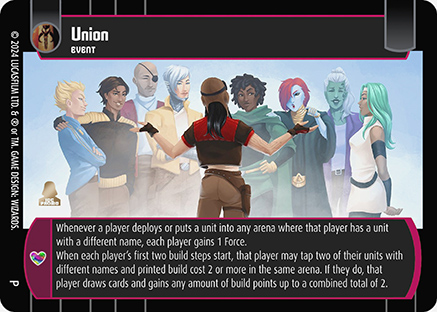 Union
EVENT
© 2024 LUCASFILM LTD. & ® or TM. GAME DESIGN: WIZARDS.
P
Whenever a player deploys or puts a unit into any arena where that player has a unit
with a different name, each player gains 1 Force.
When each player's first two build steps start, that player may tap two of their units with
different names and printed build cost 2 or more in the same arena. If they do, that
player draws cards and gains any amount of build points up to a combined total of 2.